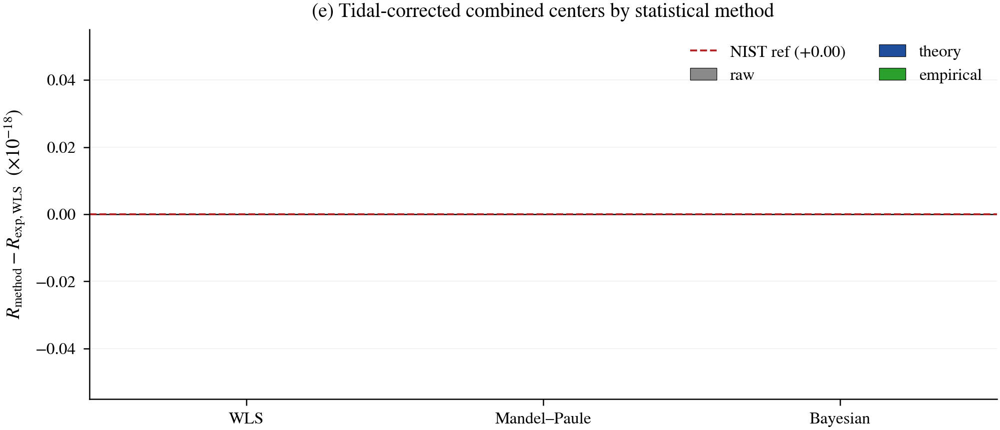 (e) Tidal-corrected combined centers by statistical method
NIST ref (+0.00)
raw
theory
empirical
R_method − R_exp, WLS (×10⁻¹⁸)
0.04
0.02
0.00
−0.02
−0.04
WLS
Mandel–Paule
Bayesian